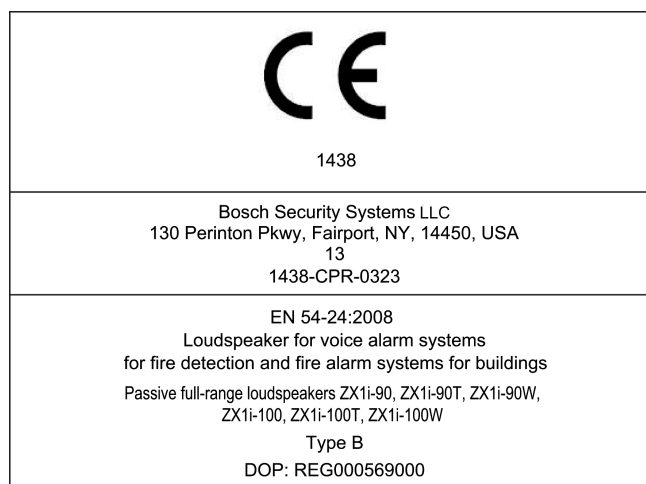 CE
1438
Bosch Security Systems LLC
130 Perinton Pkwy, Fairport, NY, 14450, USA
13
1438-CPR-0323
EN 54-24:2008
Loudspeaker for voice alarm systems
for fire detection and fire alarm systems for buildings
Passive full-range loudspeakers ZX1i-90, ZX1i-90T, ZX1i-90W,
ZX1i-100, ZX1i-100T, ZX1i-100W
Type B
DOP: REG000569000